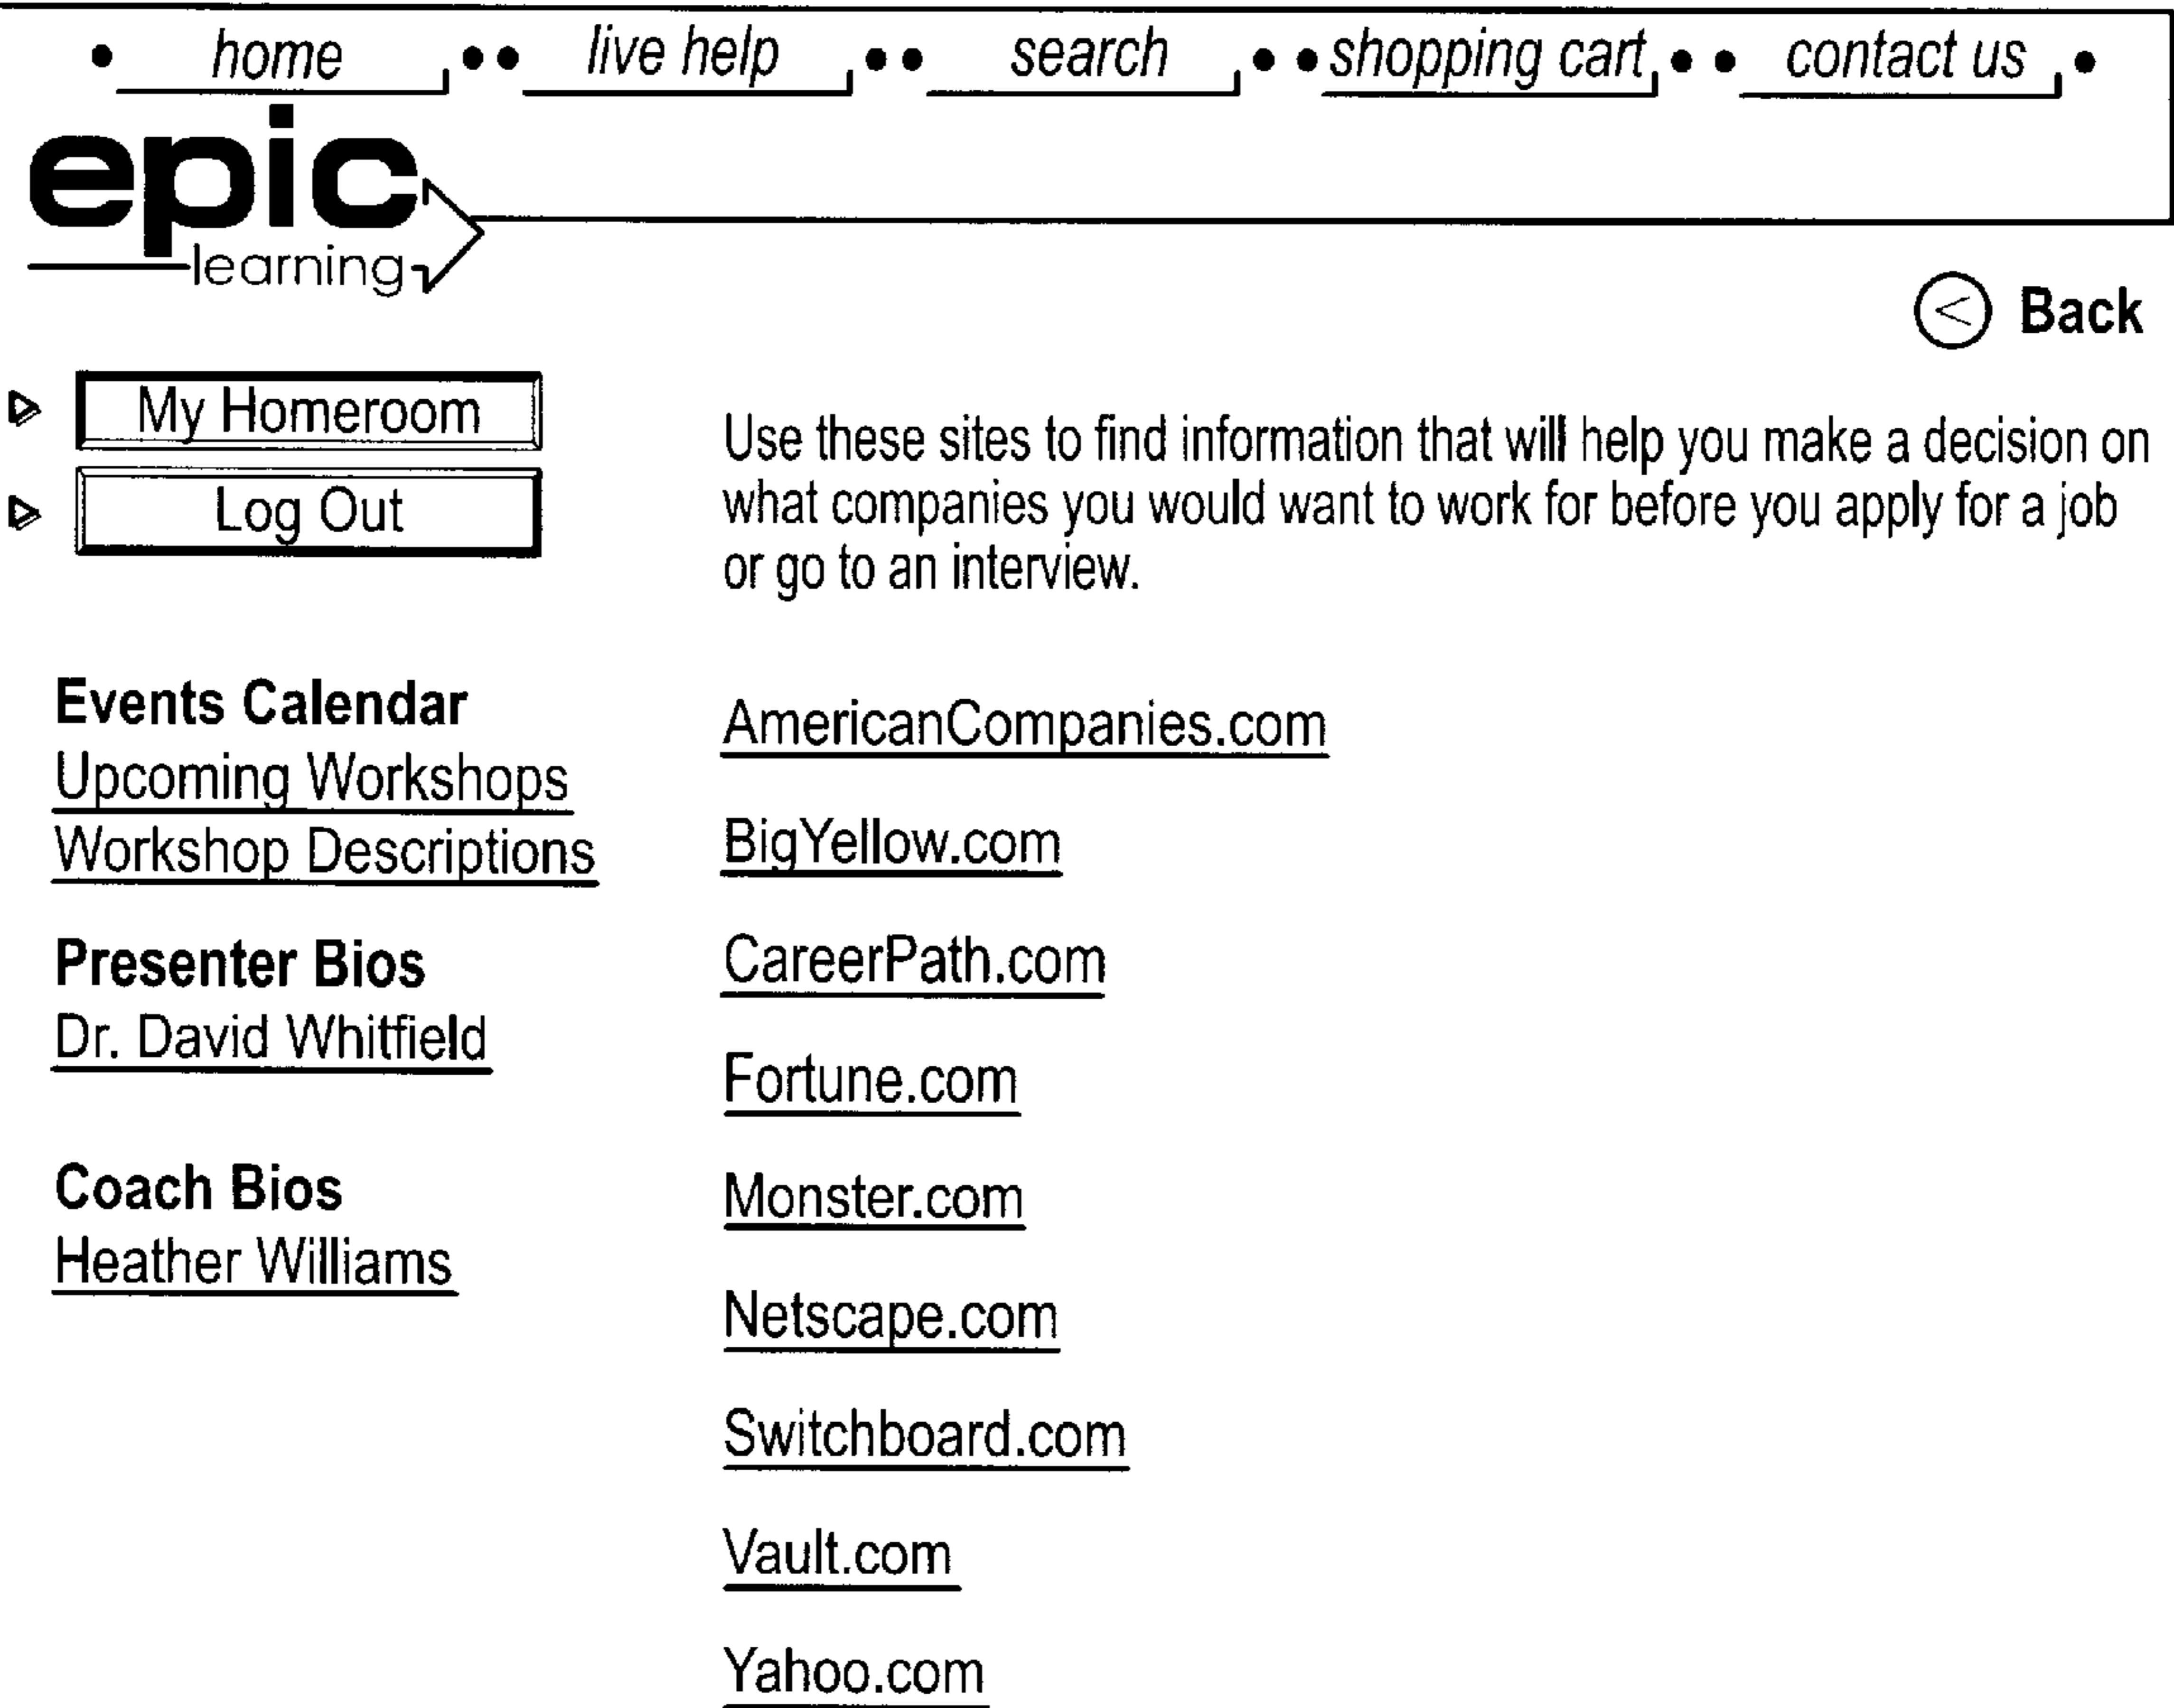 home live help search shopping cart contact us
epic
learning
Back
My Homeroom
Log Out
Events Calendar
Upcoming Workshops
Workshop Descriptions
Presenter Bios
Dr. David Whitfield
Coach Bios
Heather Williams
Use these sites to find information that will help you make a decision on
what companies you would want to work for before you apply for a job
or go to an interview.
AmericanCompanies.com
BigYellow.com
CareerPath.com
Fortune.com
Monster.com
Netscape.com
Switchboard.com
Vault.com
Yahoo.com